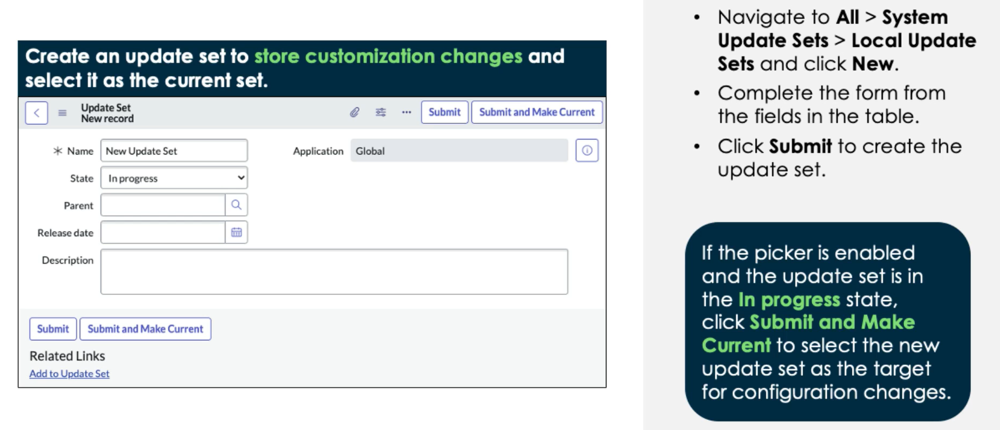 Create an update set to store customization changes and
select it as the current set.
Update Set
New record
Submit
Submit and Make Current
* Name
New Update Set
Application
Global
State
In progress
Parent
Release date
Description
Submit
Submit and Make Current
Related Links
Add to Update Set
• Navigate to All > System
Update Sets > Local Update
Sets and click New.
• Complete the form from
the fields in the table.
• Click Submit to create the
update set.
If the picker is enabled
and the update set is in
the In progress state,
click Submit and Make
Current to select the new
update set as the target
for configuration changes.